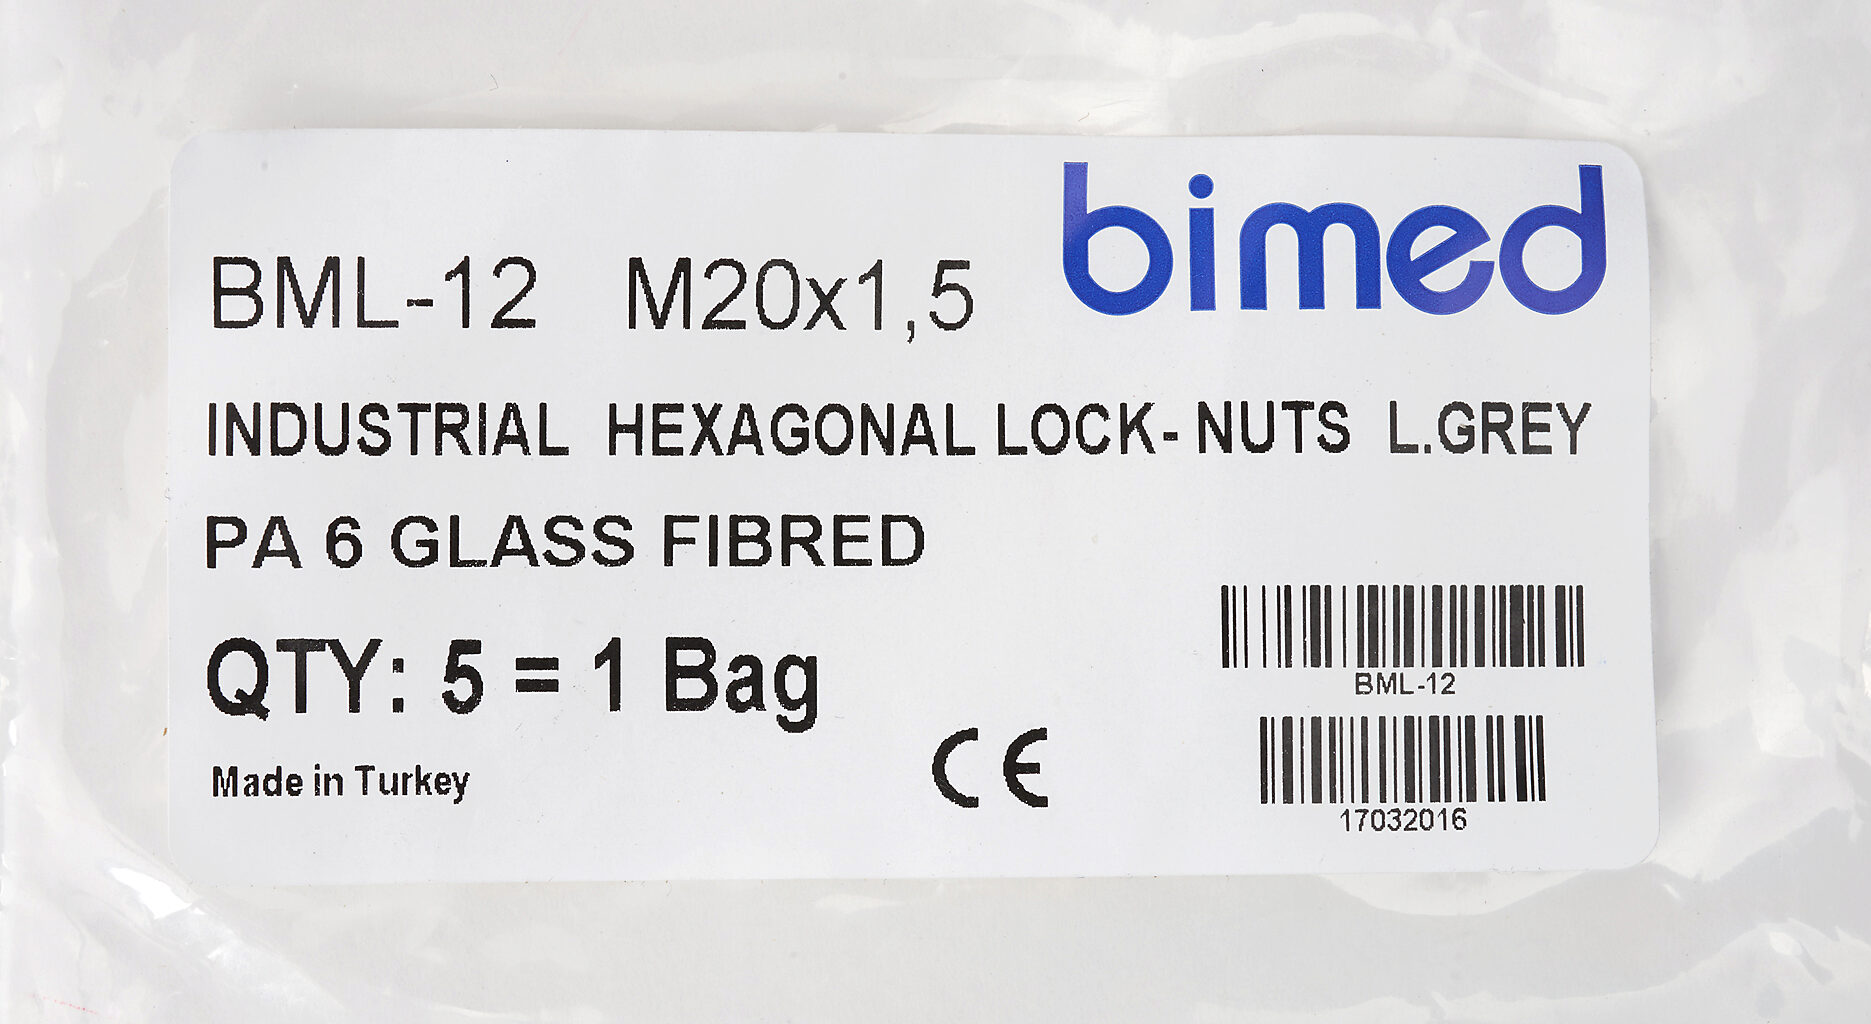 bimed
BML-12 M20x1,5
INDUSTRIAL HEXAGONAL LOCK- NUTS L.GREY
PA 6 GLASS FIBRED
QTY: 5 = 1 Bag
BML-12
Made in Turkey
CE
17032016